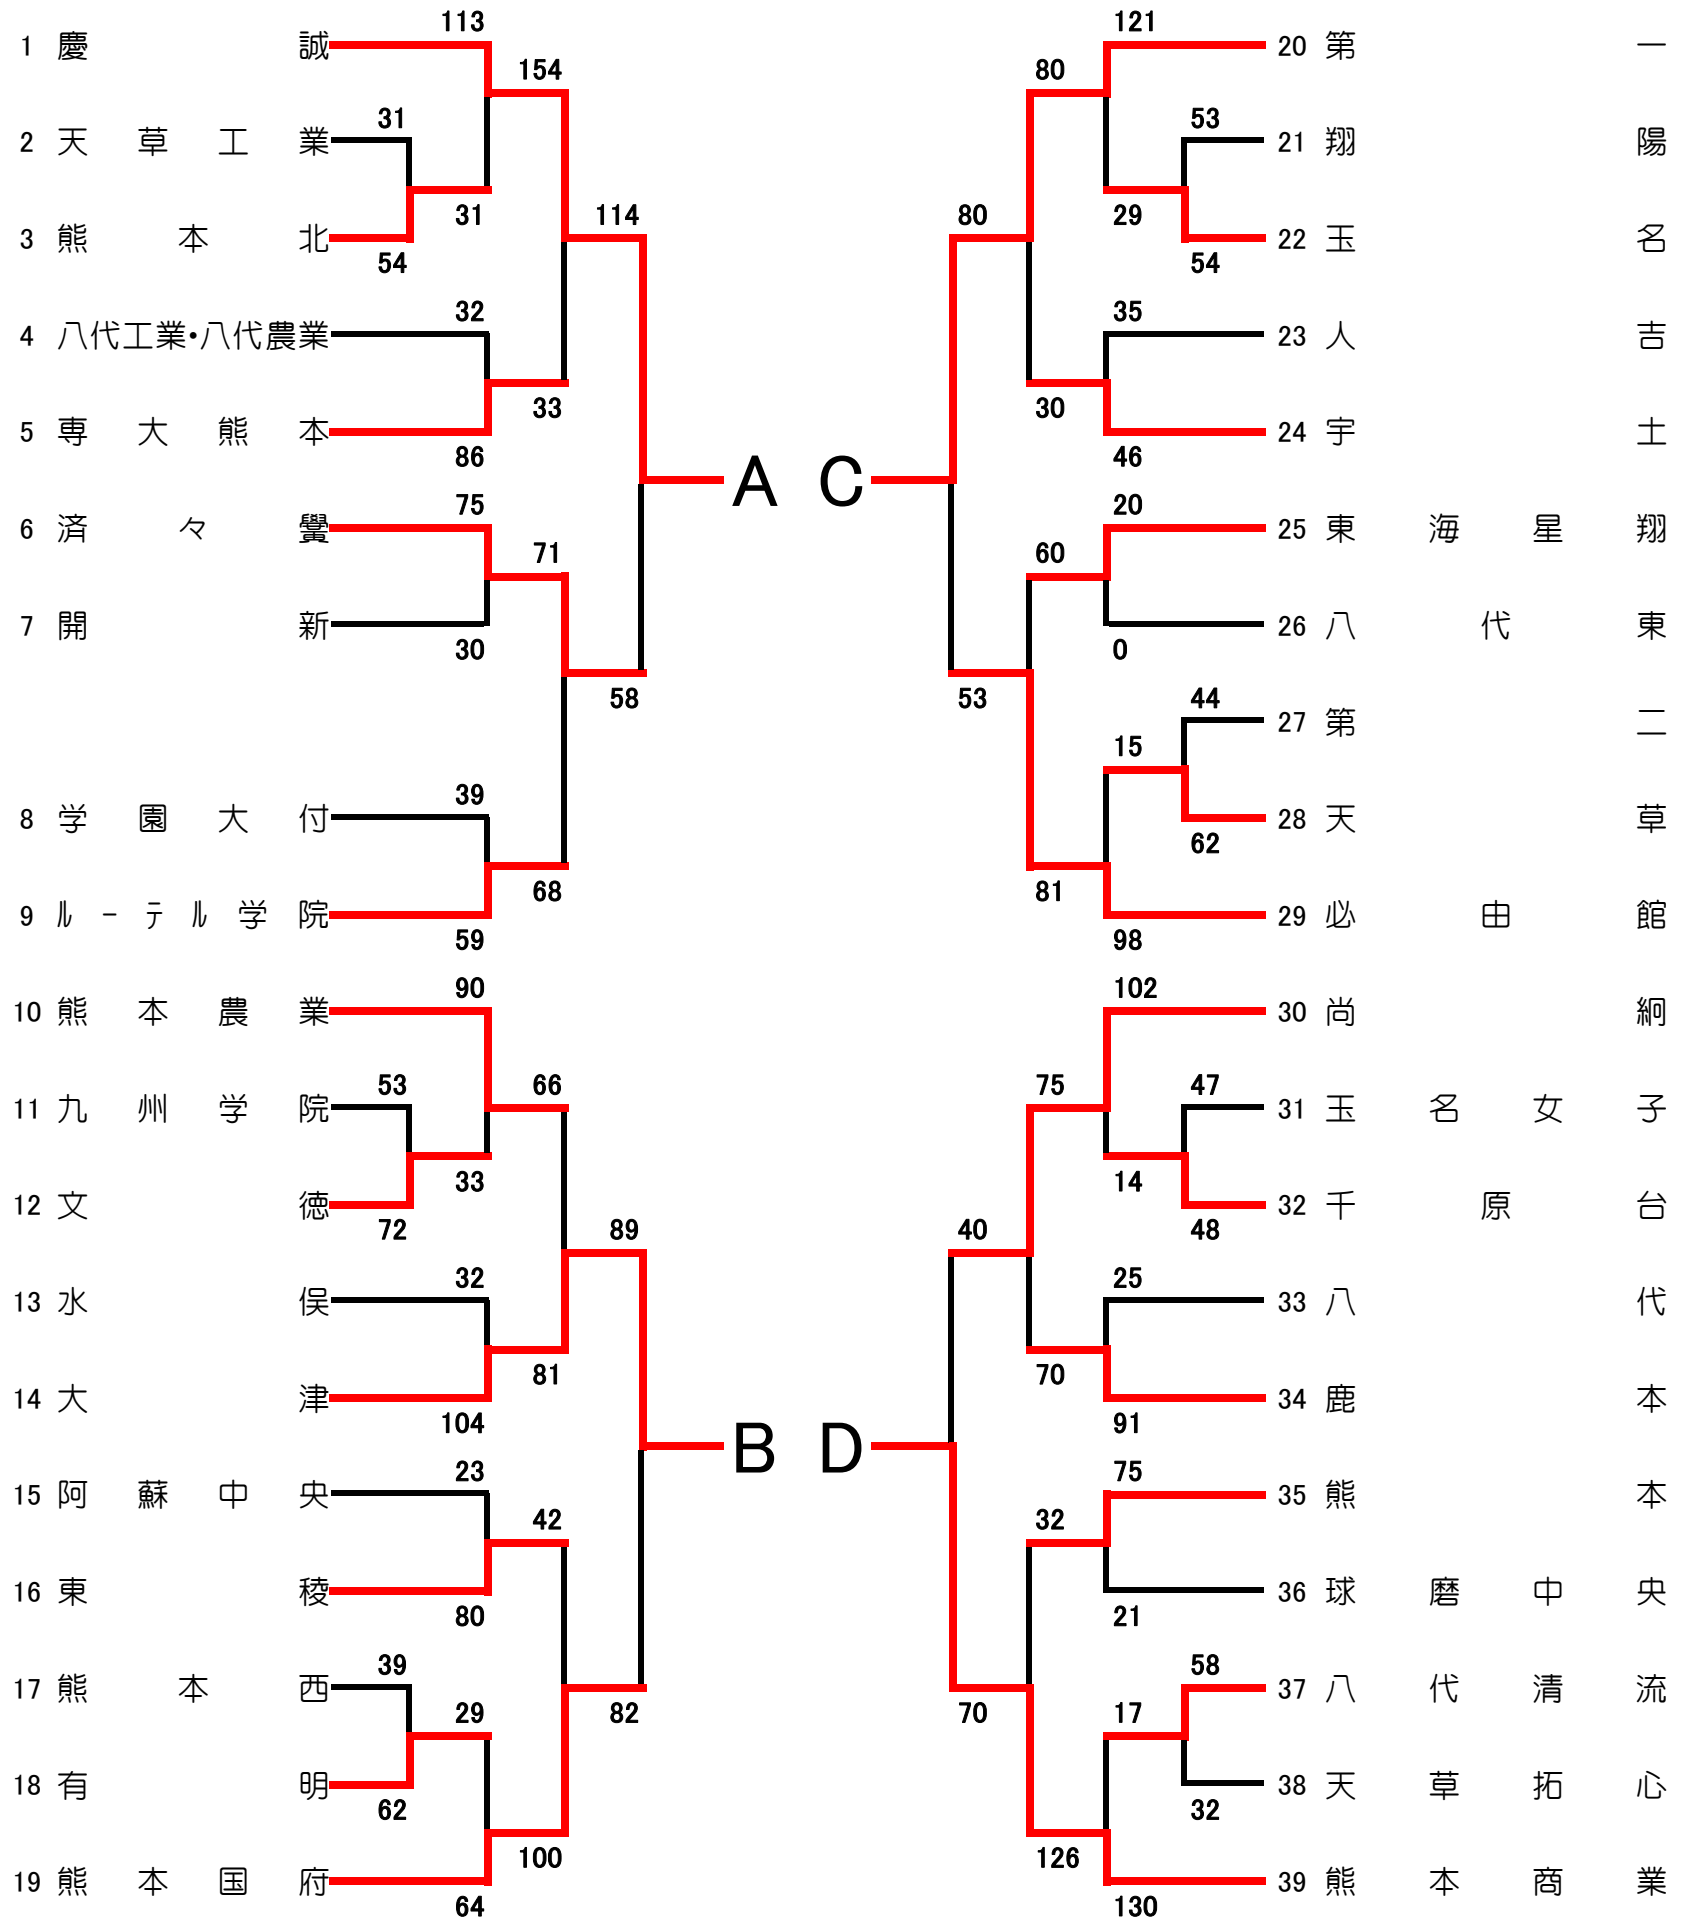 113
1 慶誠
154
31
2 天草工業
31
114
3 熊本北
54
32
4 八代工業・八代農業
33
5 専大熊本
86
A
75
6 済々黌
71
7 開新
30
58
39
8 学園大付
68
9 ルーテル学院
59
90
10 熊本農業
53
66
11 九州学院
33
12 文徳
72
89
32
13 水俣
81
14 大津
104
B
23
15 阿蘇中央
42
16 東稜
80
39
17 熊本西
29
82
18 有明
62
100
19 熊本国府
64
121
20 第一
80
53
21 翔陽
80
29
22 玉名
54
35
23 人吉
30
24 宇土
46
C
20
25 東海星翔
60
26 八代東
0
53
44
27 第二
15
28 天草
62
81
29 必由館
98
102
30 尚絅
75
47
31 玉名女子
14
32 千原台
48
40
25
33 八代
70
34 鹿本
91
D
75
35 熊本
32
36 球磨中央
21
58
37 八代清流
70
17
38 天草拓心
32
126
39 熊本商業
130